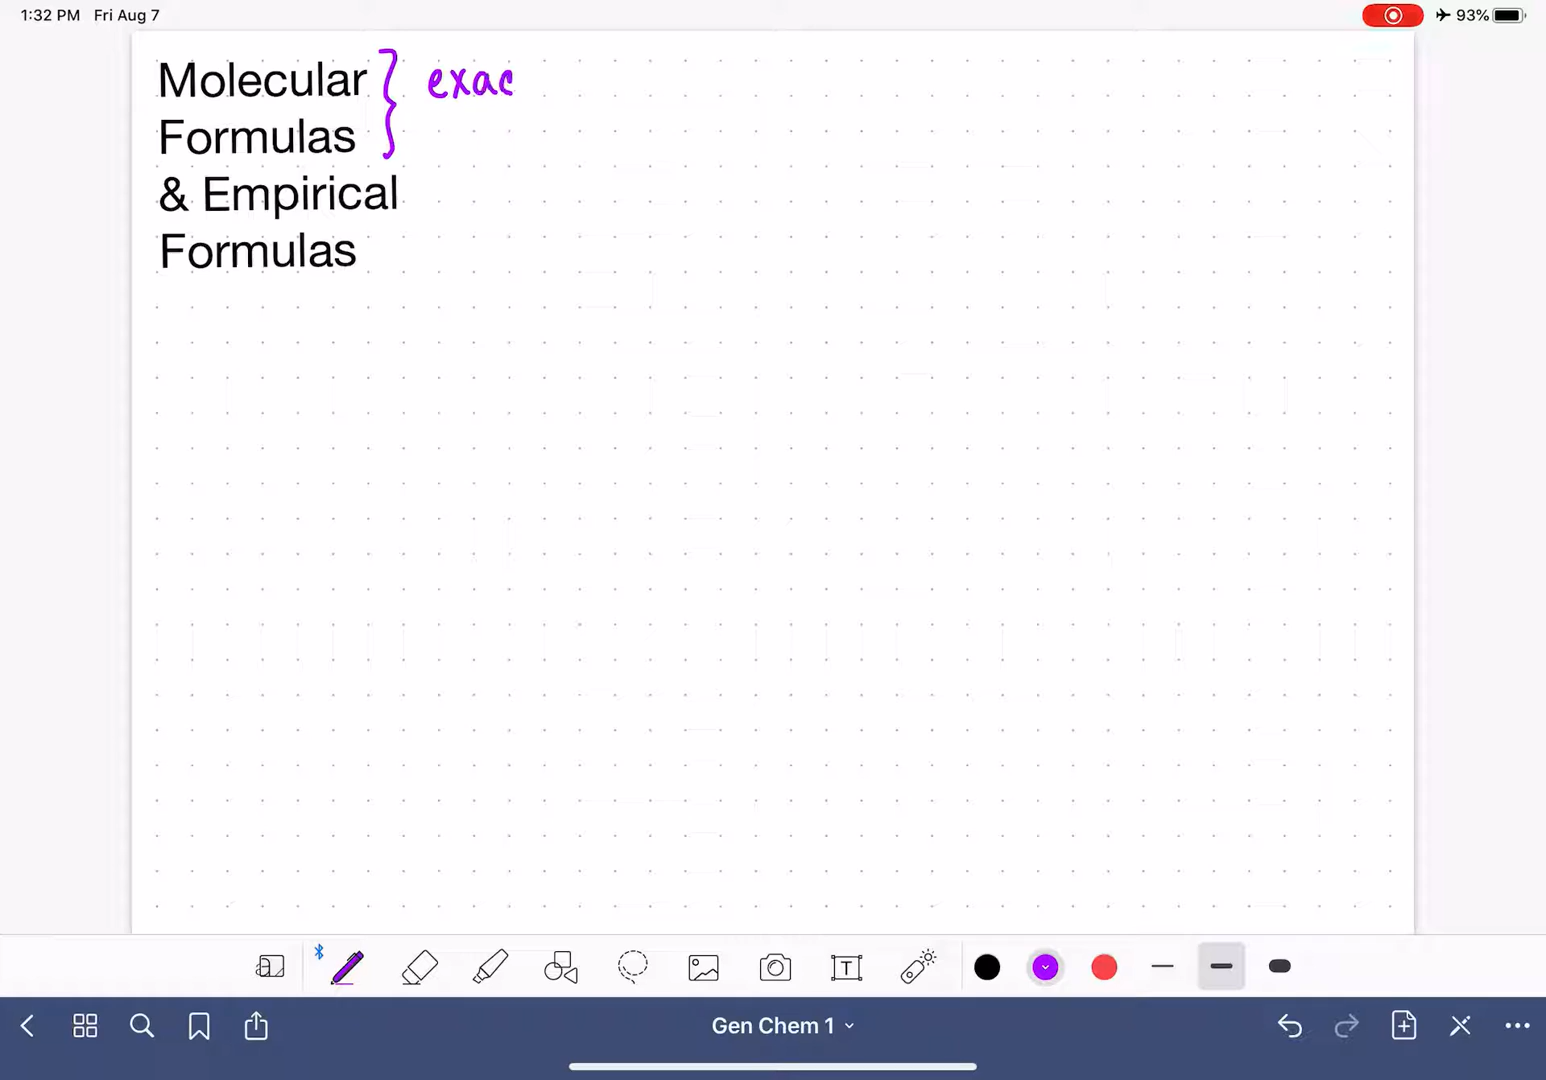 1:32 PM Fri Aug 7
93%
Molecular
Formulas
& Empirical
Formulas
exac
T
Gen Chem 1